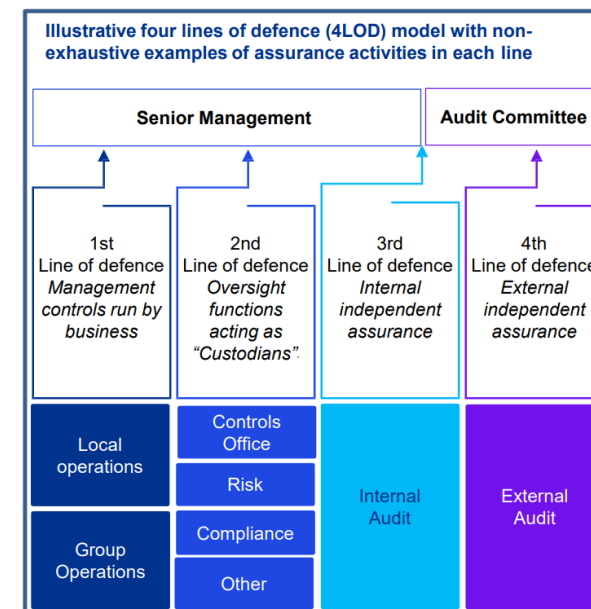 Illustrative four lines of defence (4LOD) model with non-
exhaustive examples of assurance activities in each line
Senior Management
Audit Committee
1st
Line of defence
Management
controls run by
business
2nd
Line of defence
Oversight
functions
acting as
“Custodians”.
3rd
Line of defence
Internal
independent
assurance
4th
Line of defence
External
independent
assurance
Local
operations
Group
Operations
Controls
Office
Risk
Compliance
Other
Internal
Audit
External
Audit